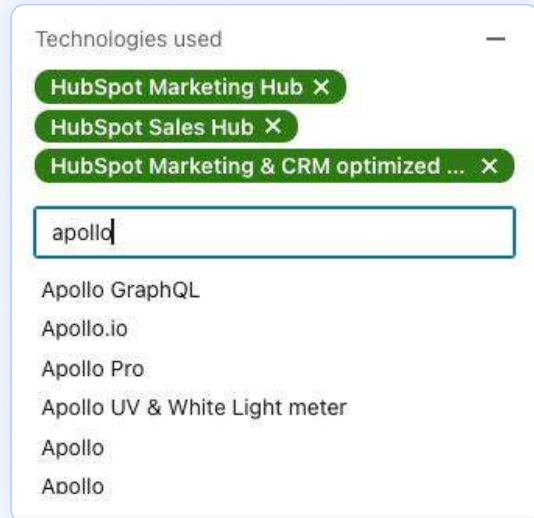 Technologies used
HubSpot Marketing Hub
HubSpot Sales Hub
HubSpot Marketing & CRM optimized ...
apollo
Apollo GraphQL
Apollo.io
Apollo Pro
Apollo UV & White Light meter
Apollo
Apollo